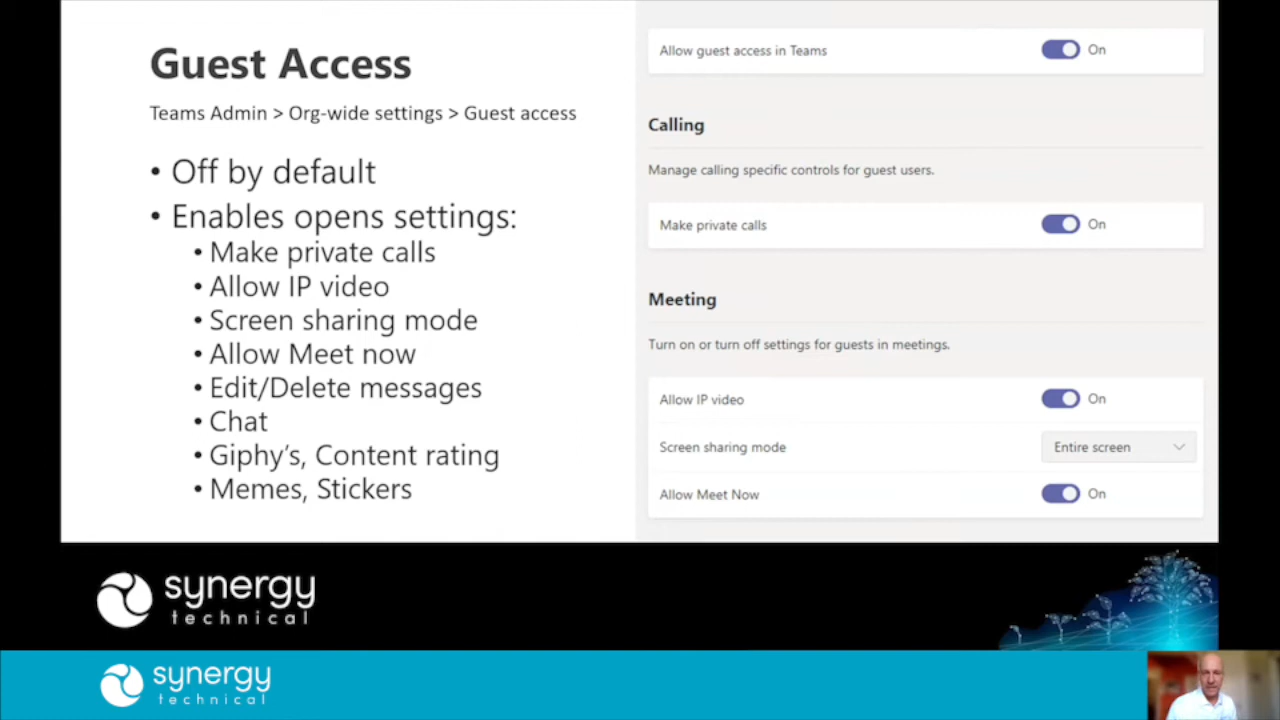 Guest Access
Teams Admin > Org-wide settings > Guest access
• Off by default
• Enables opens settings:
• Make private calls
• Allow IP video
• Screen sharing mode
• Allow Meet now
• Edit/Delete messages
• Chat
• Giphy’s, Content rating
• Memes, Stickers
Allow guest access in Teams On
Calling
Manage calling specific controls for guest users.
Make private calls On
Meeting
Turn on or turn off settings for guests in meetings.
Allow IP video On
Screen sharing mode Entire screen
Allow Meet Now On
synergy
technical
synergy
technical